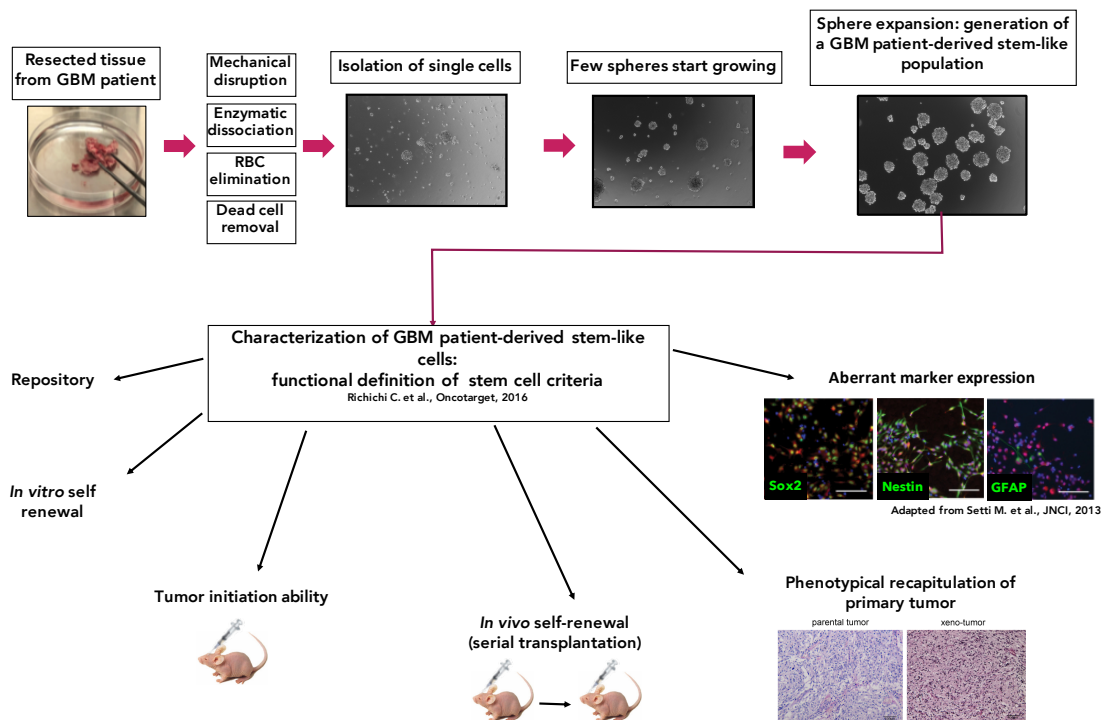 Resected tissue
from GBM patient
Mechanical
disruption
Enzymatic
dissociation
RBC
elimination
Dead cell
removal
Isolation of single cells
Few spheres start growing
Sphere expansion: generation of
a GBM patient-derived stem-like
population
Characterization of GBM patient-derived stem-like
cells:
functional definition of stem cell criteria
Richichi C. et al., Oncotarget, 2016
Repository
In vitro self
renewal
Tumor initiation ability
In vivo self-renewal
(serial transplantation)
Aberrant marker expression
Sox2
Nestin
GFAP
Adapted from Setti M. et al., JNCI, 2013
Phenotypical recapitulation of
primary tumor
parental tumor
xeno-tumor